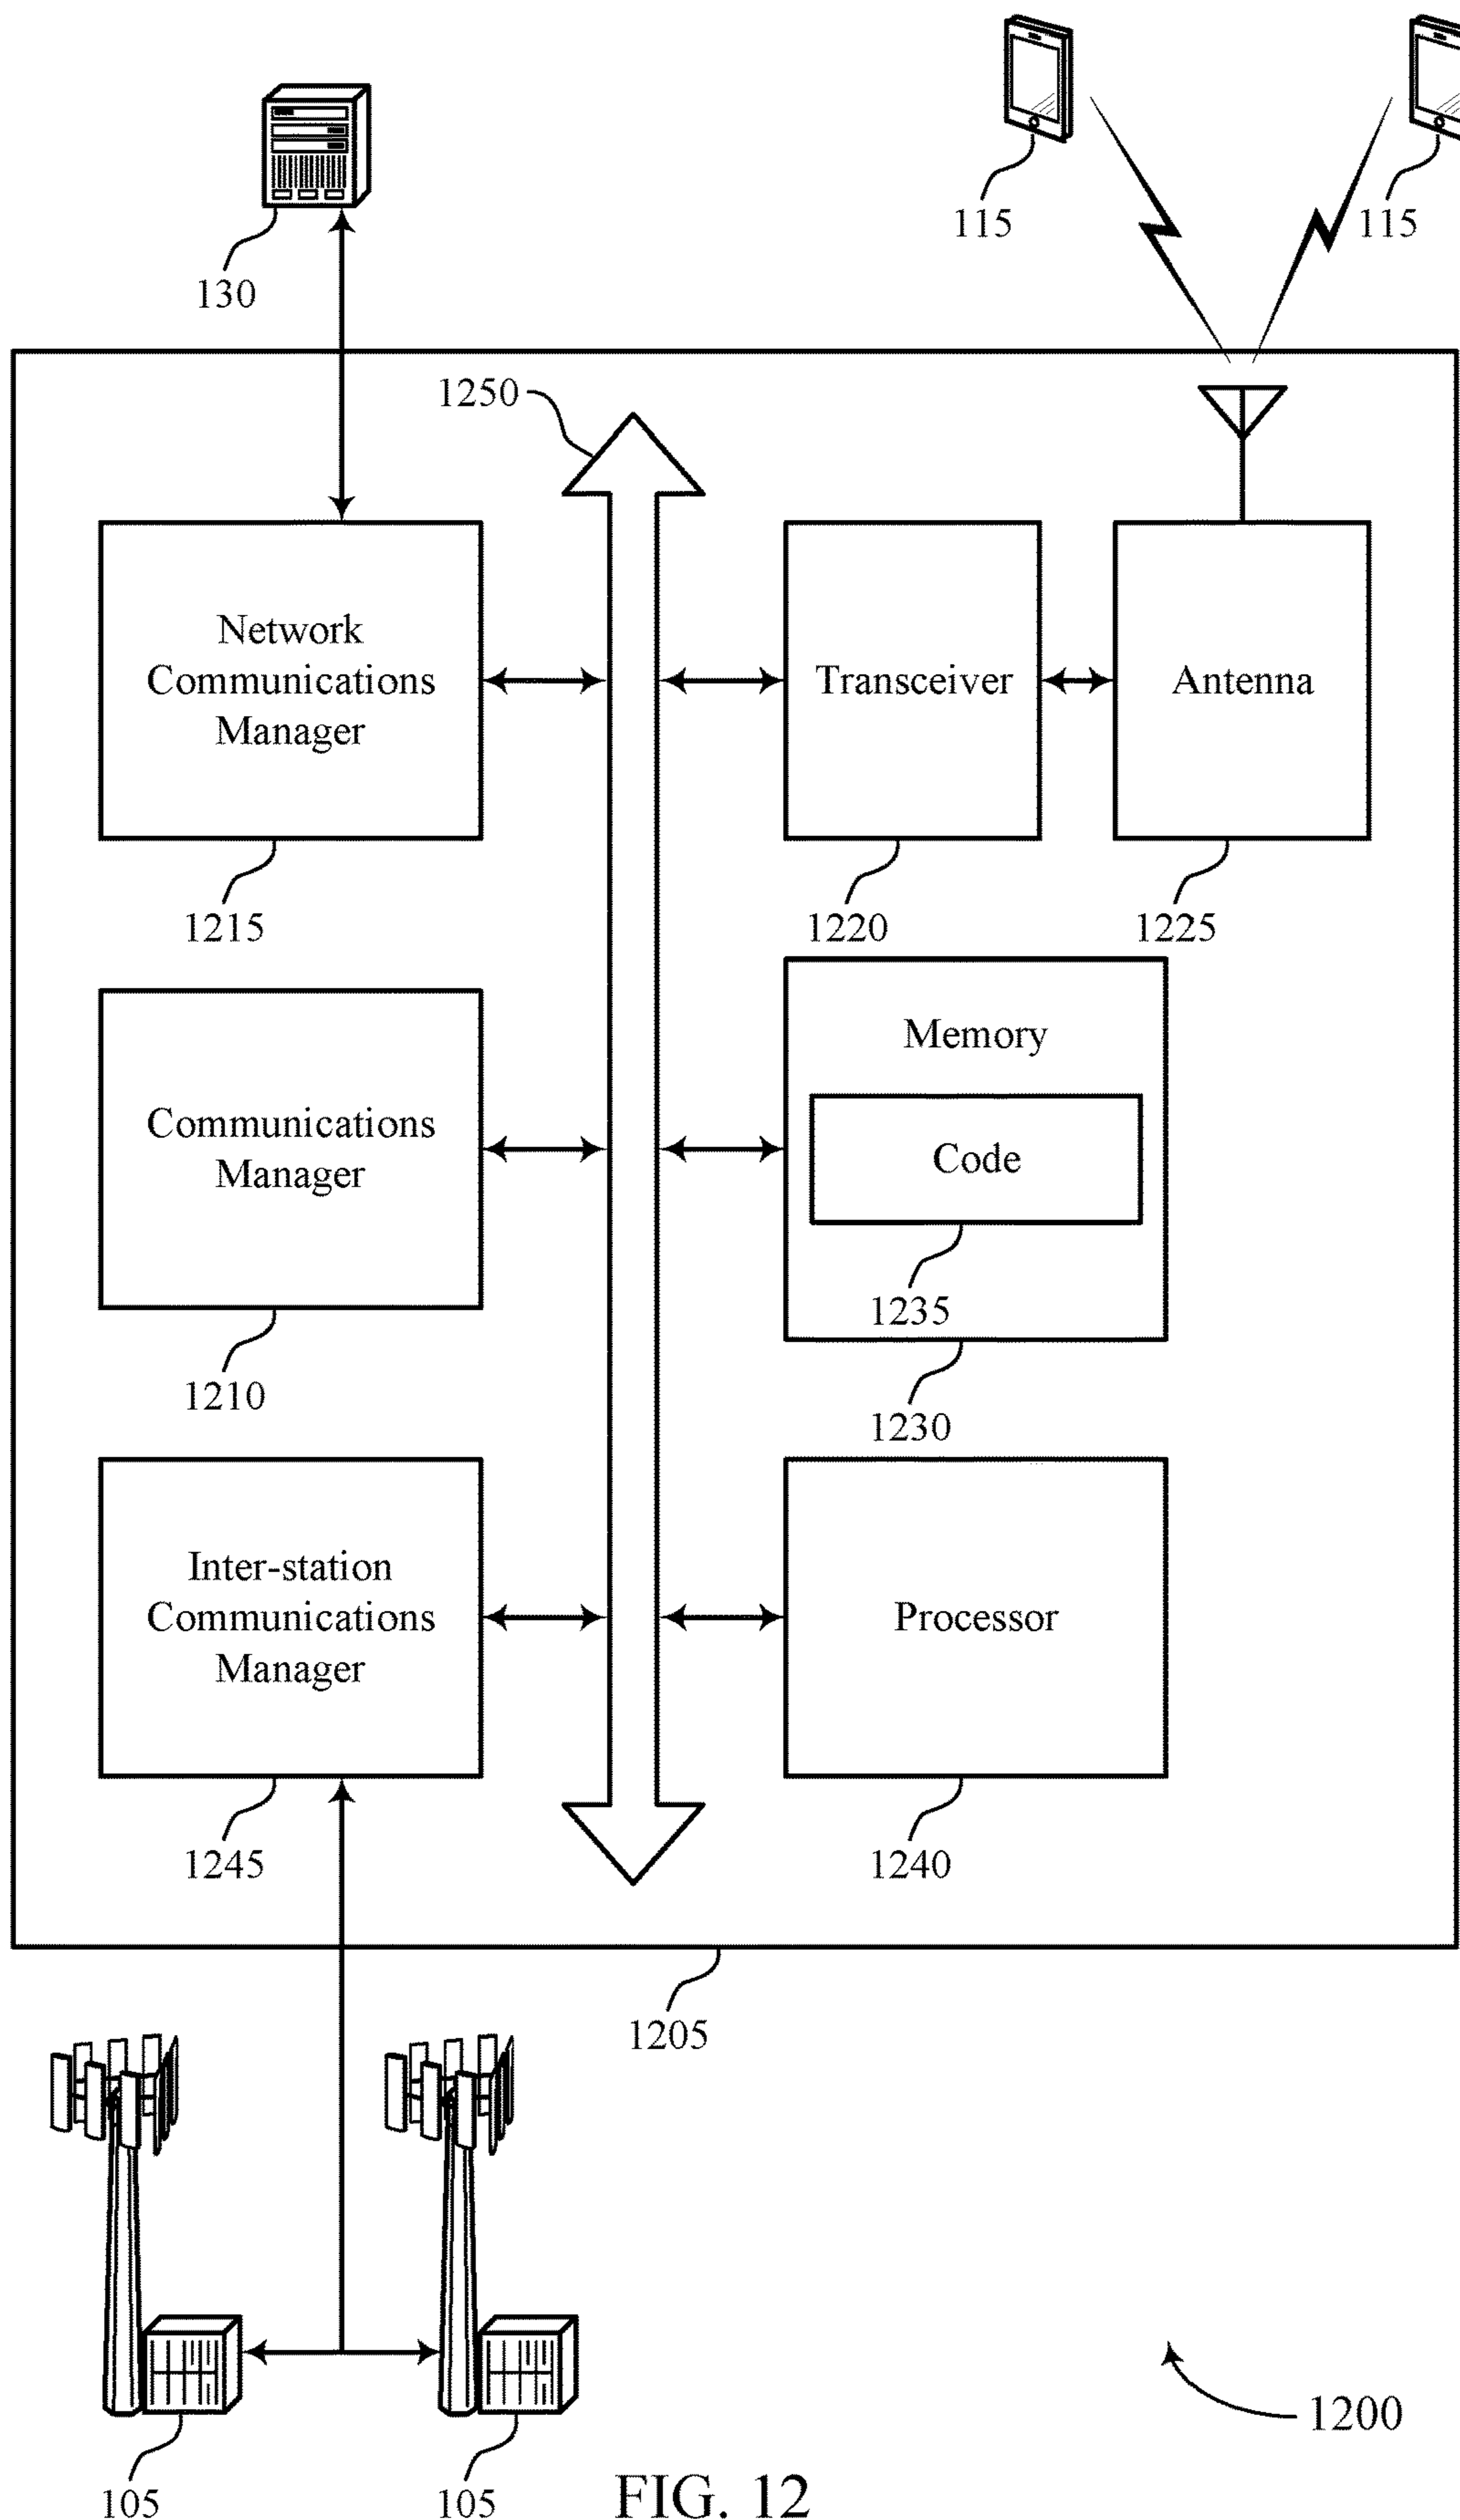 115
115
130
1250
Network
Communications
Manager
Transceiver
Antenna
1215
1220
1225
Communications
Manager
Memory
Code
1235
1210
1230
Inter-station
Communications
Manager
Processor
1245
1240
1205
1200
105
105
FIG. 12